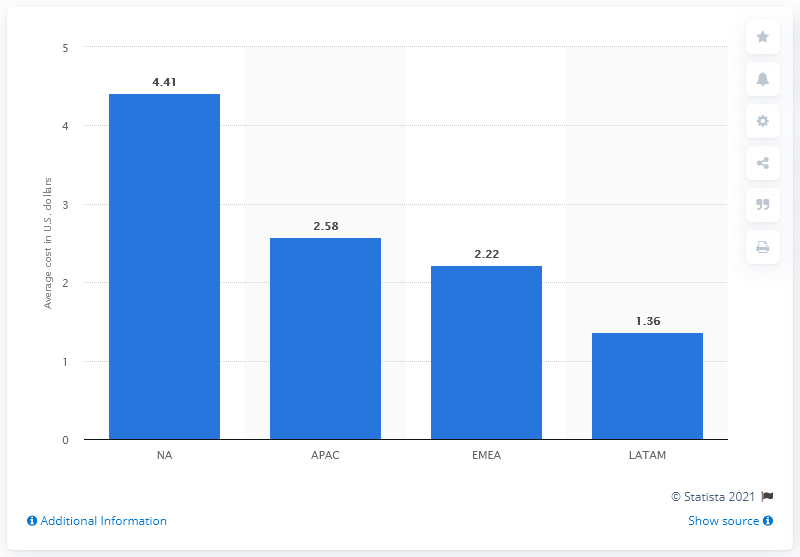 5
4.41
4
3
2.58
2.22
2
1.36
1
0
Average cost in U.S. dollars
NA
APAC
EMEA
LATAM
© Statista 2021
Additional Information
Show source